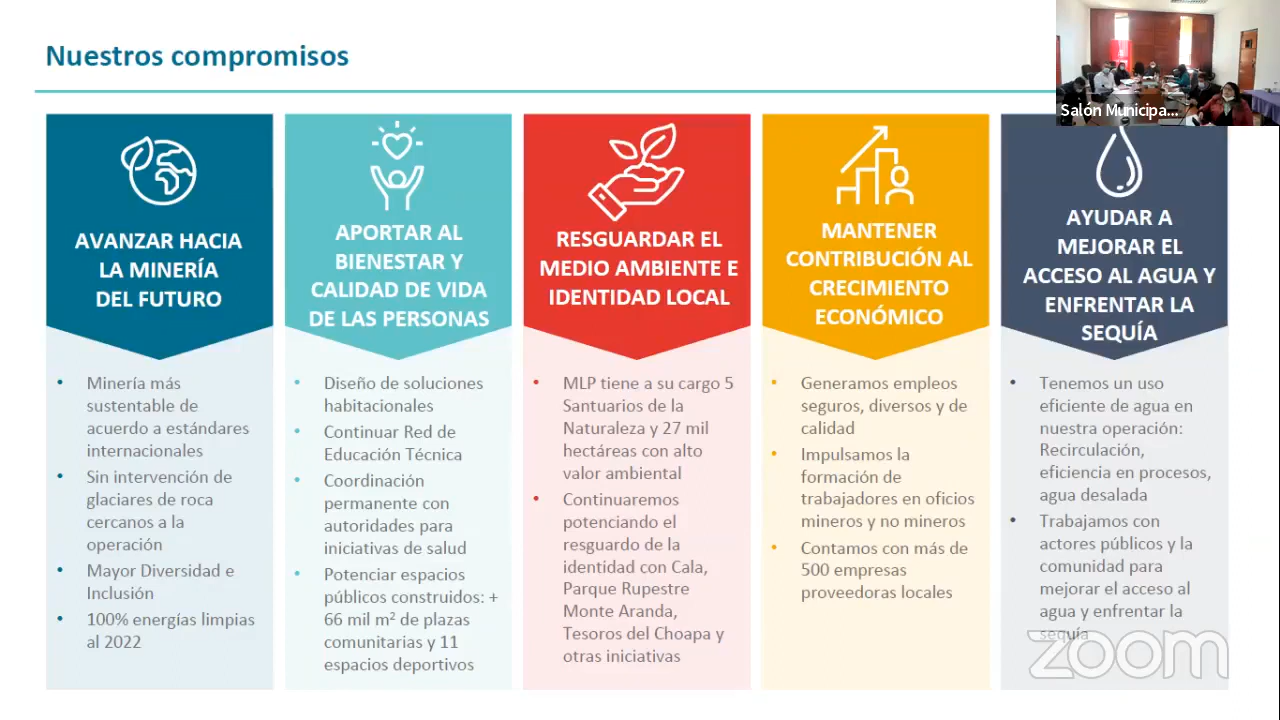 Nuestros compromisos
Salón Municipa...
AVANZAR HACIA
LA MINERÍA
DEL FUTURO
• Minería más
sustentable de
acuerdo a estándares
internacionales
• Sin intervención de
glaciares de roca
cercanos a la
operación
• Mayor Diversidad e
Inclusión
• 100% energías limpias
al 2022
APORTAR AL
BIENESTAR Y
CALIDAD DE VIDA
DE LAS PERSONAS
• Diseño de soluciones
habitacionales
• Continuar Red de
Educación Técnica
• Coordinación
permanente con
autoridades para
iniciativas de salud
• Potenciar espacios
públicos construidos: +
66 mil m² de plazas
comunitarias y 11
espacios deportivos
RESGUARDAR EL
MEDIO AMBIENTE E
IDENTIDAD LOCAL
• MLP tiene a su cargo 5
Santuarios de la
Naturaleza y 27 mil
hectáreas con alto
valor ambiental
• Continuaremos
potenciando el
resguardo de la
identidad con Cala,
Parque Rupestre
Monte Aranda,
Tesoros del Choapa y
otras iniciativas
MANTENER
CONTRIBUCIÓN AL
CRECIMIENTO
ECONÓMICO
• Generamos empleos
seguros, diversos y de
calidad
• Impulsamos la
formación de
trabajadores en oficios
mineros y no mineros
• Contamos con más de
500 empresas
proveedoras locales
AYUDAR A
MEJORAR EL
ACCESO AL AGUA Y
ENFRENTAR LA
SEQUÍA
• Tenemos un uso
eficiente de agua en
nuestra operación:
Recirculación,
eficiencia en procesos,
agua desalada
• Trabajamos con
actores públicos y la
comunidad para
mejorar el acceso al
agua y enfrentar la
sequía
zoom